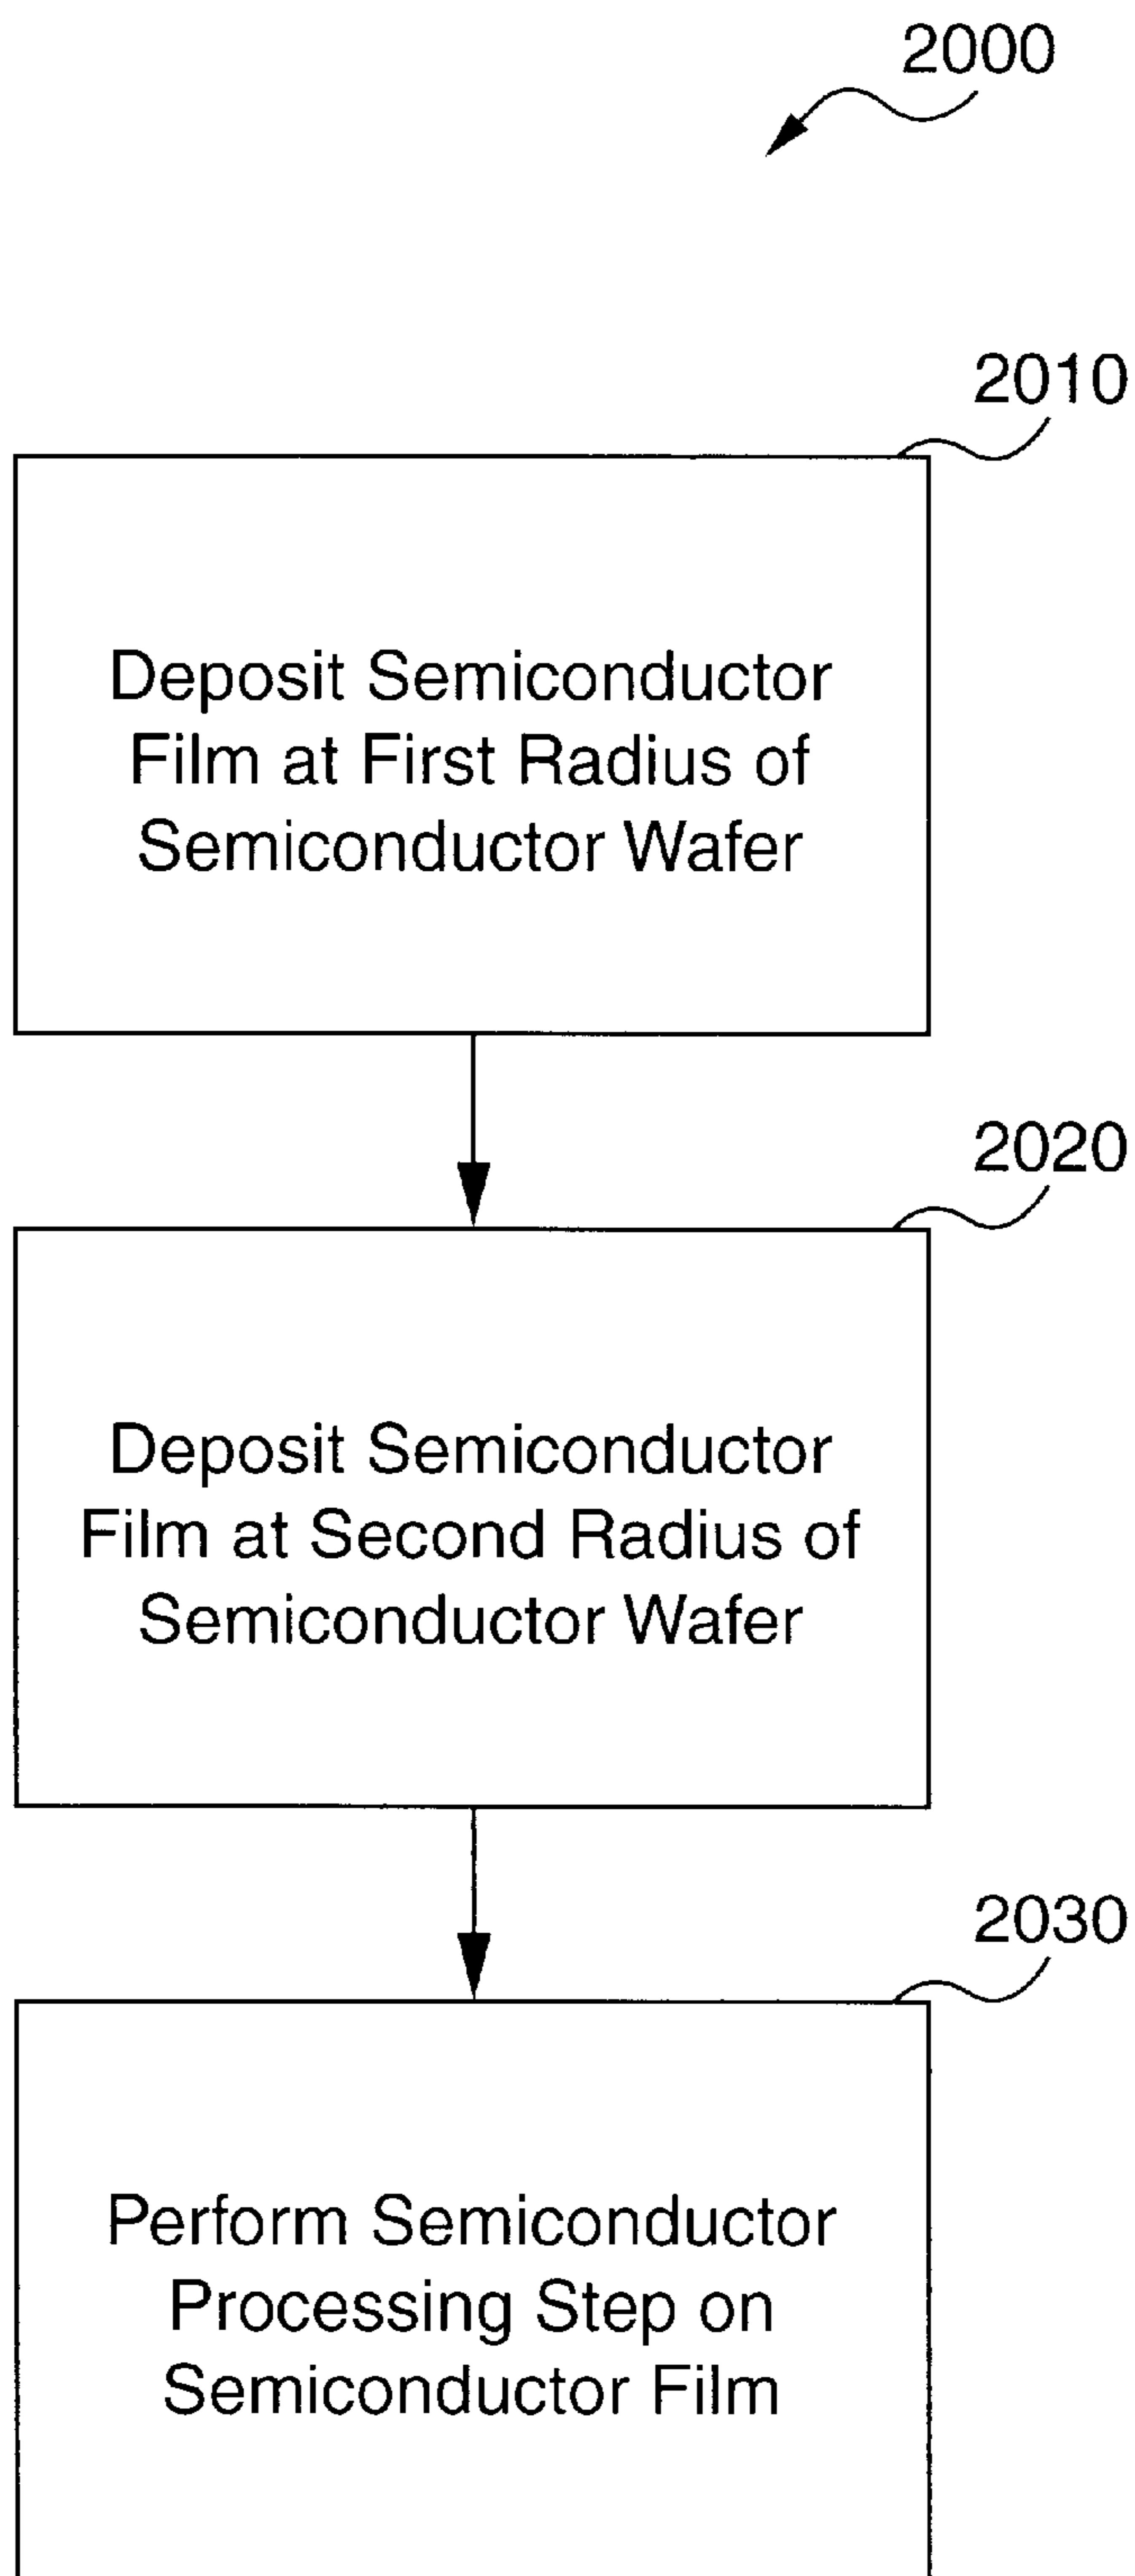 2000
2010
Deposit Semiconductor
Film at First Radius of
Semiconductor Wafer
2020
Deposit Semiconductor
Film at Second Radius of
Semiconductor Wafer
2030
Perform Semiconductor
Processing Step on
Semiconductor Film